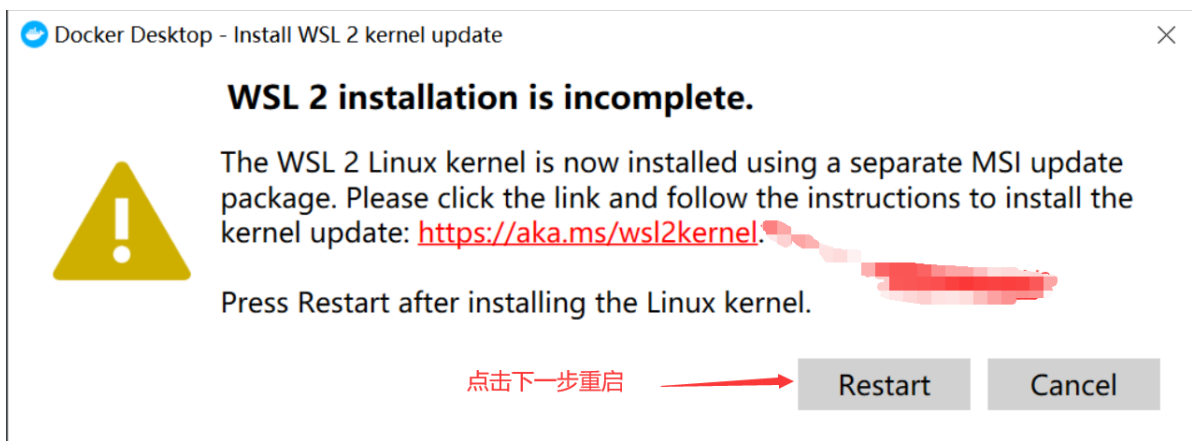 Docker Desktop - Install WSL 2 kernel update
WSL 2 installation is incomplete.
The WSL 2 Linux kernel is now installed using a separate MSI update
package. Please click the link and follow the instructions to install the
kernel update: https://aka.ms/wsl2kernel.
Press Restart after installing the Linux kernel.
点击下一步重启
Restart
Cancel